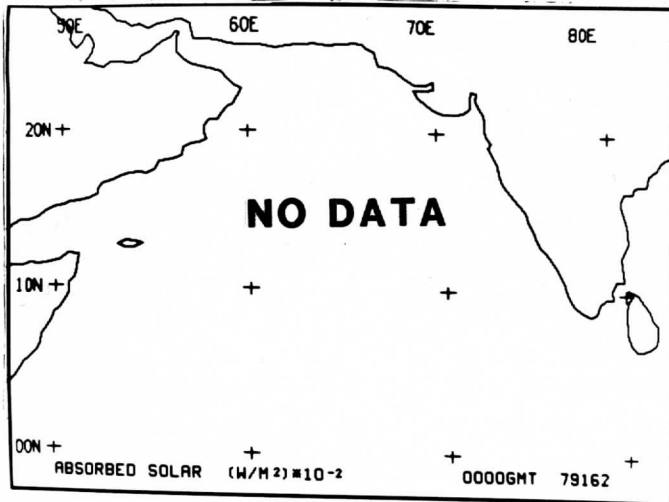 50E 60E 70E 80E
20N
NO DATA
10N
00N
ABSORBED SOLAR (W/M²)*10⁻²
0000GMT 79162